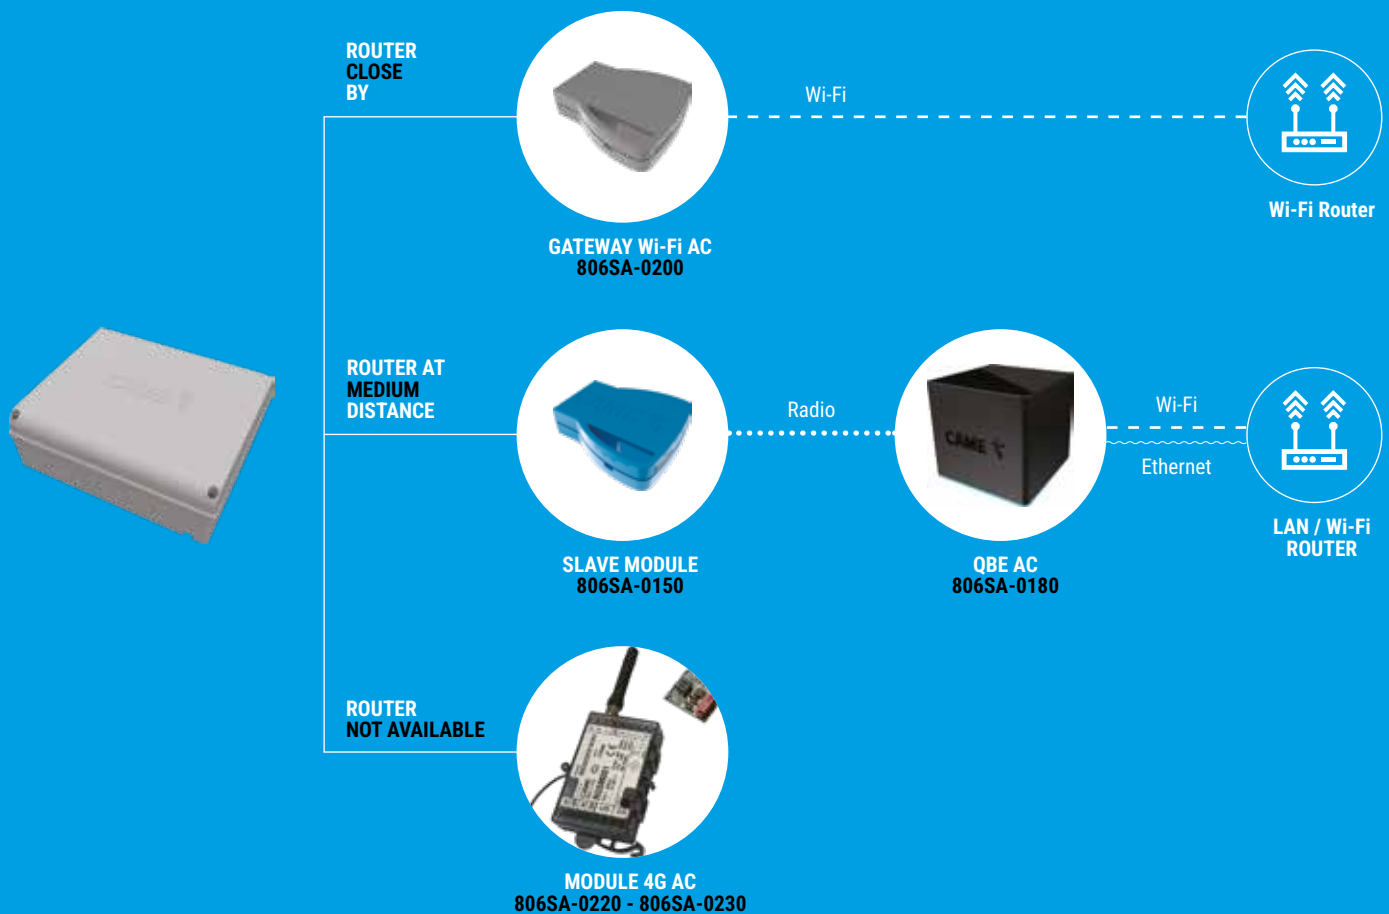 ROUTER
CLOSE
BY
Wi-Fi
Wi-Fi Router
GATEWAY Wi-Fi AC
806SA-0200
ROUTER AT
MEDIUM
DISTANCE
Radio
CAME
Wi-Fi
Ethernet
LAN / Wi-Fi
ROUTER
SLAVE MODULE
806SA-0150
QBE AC
806SA-0180
ROUTER
NOT AVAILABLE
MODULE 4G AC
806SA-0220 - 806SA-0230